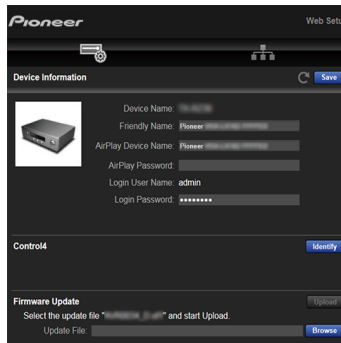 Pioneer
Web Setu
Device Information
Save
Device Name:
Friendly Name: Pioneer
AirPlay Device Name: Pioneer
AirPlay Password:
Login User Name: admin
Login Password: ••••••••
Control4
Identify
Firmware Update
Upload
Select the update file "                " and start Upload.
Update File:
Browse